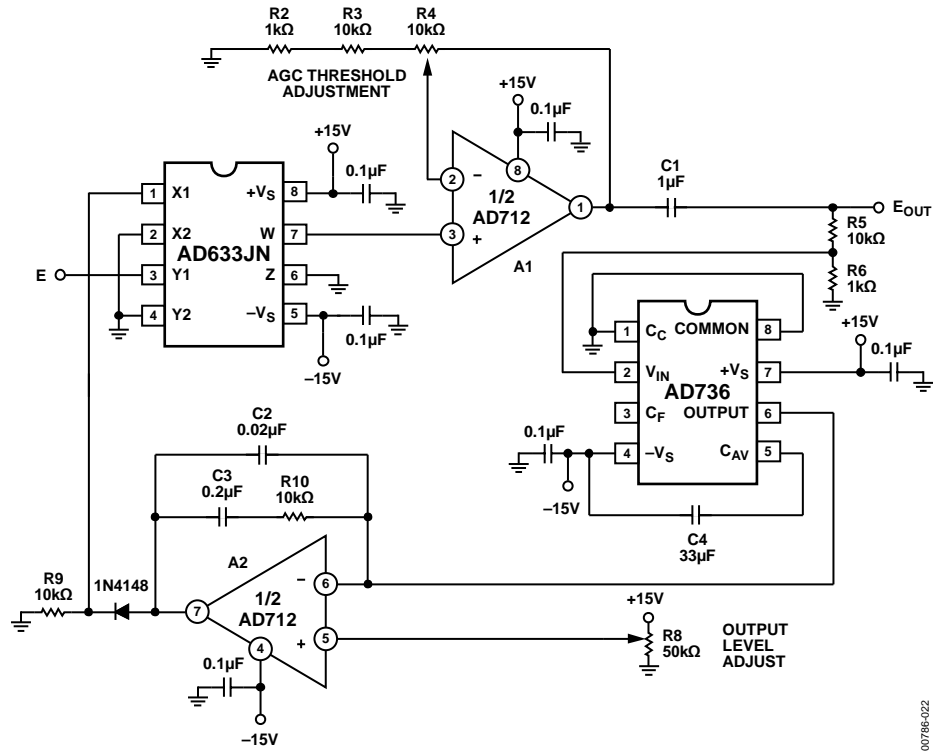 R2
1kΩ
R3
10kΩ
R4
10kΩ
AGC THRESHOLD
ADJUSTMENT
+15V
0.1µF
+15V
0.1µF
1 X1
2 X2
3 Y1
4 Y2
+VS 8
W 7
Z 6
–VS 5
AD633JN
E
0.1µF
–15V
2 –
3 +
8
1
1/2
AD712
A1
C1
1µF
EOUT
R5
10kΩ
R6
1kΩ
1 CC
2 VIN
3 CF
4 –VS
COMMON 8
+VS 7
OUTPUT 6
CAV 5
AD736
+15V
0.1µF
0.1µF
–15V
C4
33µF
C2
0.02µF
C3
0.2µF
R10
10kΩ
A2
1/2
AD712
– 6
+ 5
7
4
R9
10kΩ
1N4148
0.1µF
–15V
+15V
R8
50kΩ
OUTPUT
LEVEL
ADJUST
00786-022